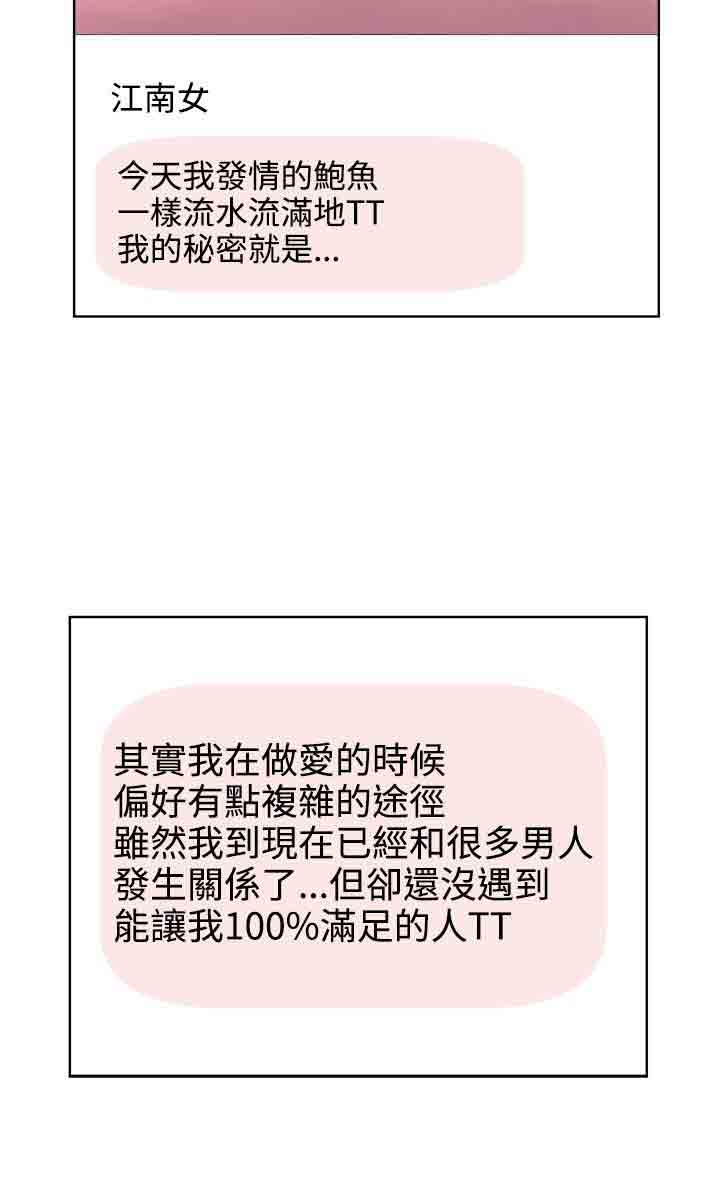 江南女
今天我發情的鮑魚
一樣流水流滿地TT
我的秘密就是...
其實我在做愛的時候
偏好有點複雜的途徑
雖然我到現在已經和很多男人
發生關係了...但卻還沒遇到
能讓我100%滿足的人TT